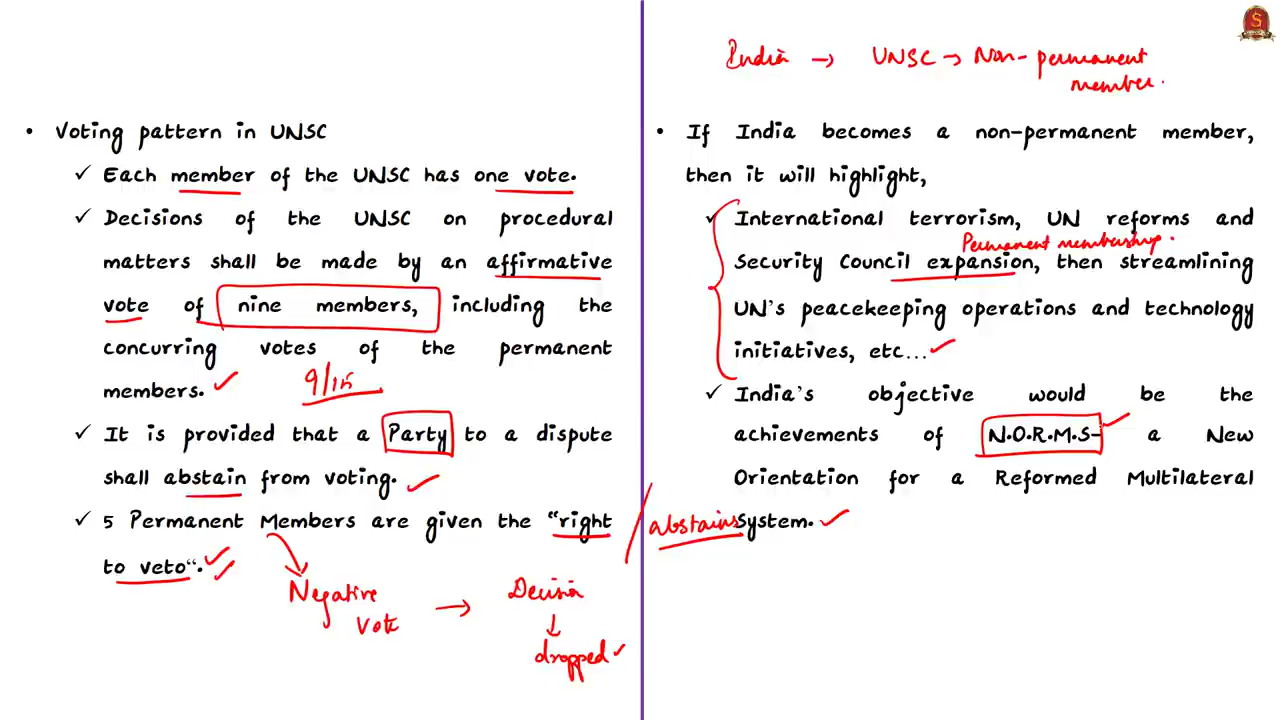 • Voting pattern in UNSC
✓ Each member of the UNSC has one vote.
✓ Decisions of the UNSC on procedural
matters shall be made by an affirmative
vote of nine members, including the
concurring votes of the permanent
members.
9/15
✓ It is provided that a Party to a dispute
shall abstain from voting.
✓ 5 Permanent Members are given the “right
to veto“.
Negative
Vote
→ Decision
↓
dropped
/ abstains
India → UNSC → Non-permanent
member.
• If India becomes a non-permanent member,
then it will highlight,
✓ International terrorism, UN reforms and
Permanent membership.
Security Council expansion, then streamlining
UN's peacekeeping operations and technology
initiatives, etc...
✓ India's objective would be the
achievements of N.O.R.M.S- a New
Orientation for a Reformed Multilateral
System.